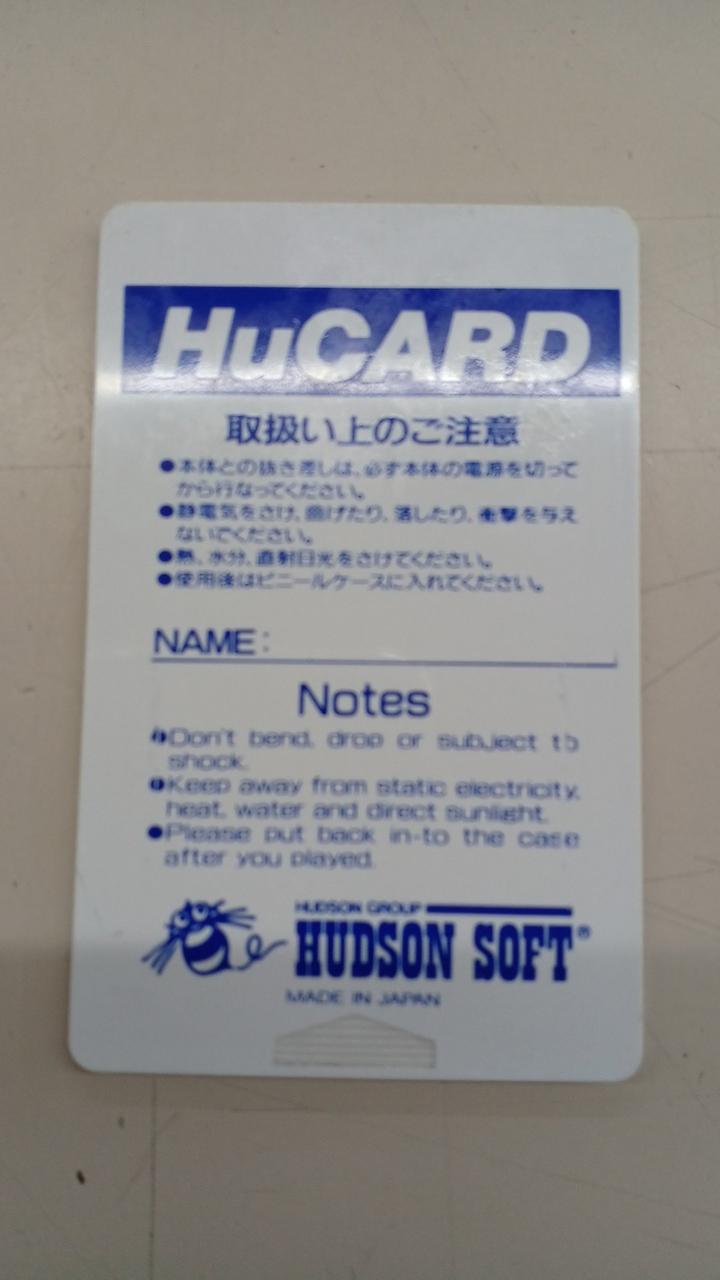 HuCARD
取扱い上のご注意
●本体との抜き差しは、必ず本体の電源を切って
から行なってください。
●静電気をさけ、曲げたり、落したり、衝撃を与え
ないでください。
●熱、水分、直射日光をさけてください。
●使用後はビニールケースに入れてください。
NAME:
Notes
●Don't bend, drop or subject to
shock.
●Keep away from static electricity,
heat, water and direct sunlight.
●Please put back in-to the case
after you played.
HUDSON GROUP
HUDSON SOFT®
MADE IN JAPAN